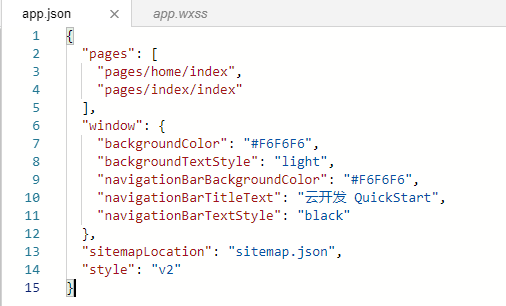 app.json × app.wxss
1 {
2 "pages": [
3 "pages/home/index",
4 "pages/index/index"
5 ],
6 "window": {
7 "backgroundColor": "#F6F6F6",
8 "backgroundTextStyle": "light",
9 "navigationBarBackgroundColor": "#F6F6F6",
10 "navigationBarTitleText": "云开发 QuickStart",
11 "navigationBarTextStyle": "black"
12 },
13 "sitemapLocation": "sitemap.json",
14 "style": "v2"
15 }